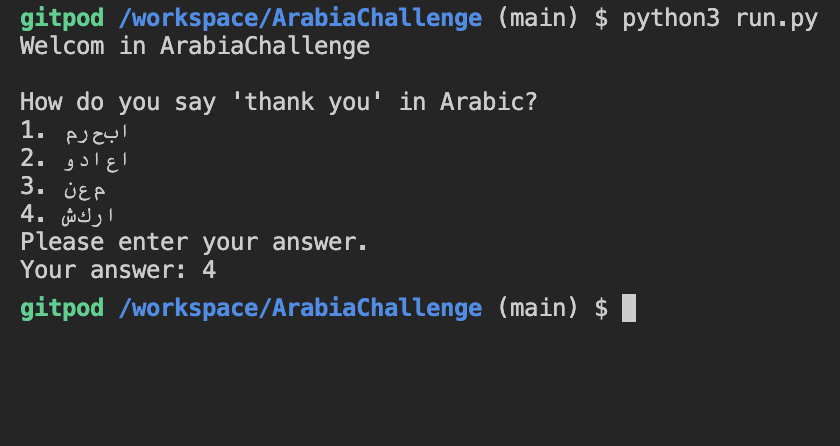 gitpod /workspace/ArabiaChallenge (main) $ python3 run.py
Welcom in ArabiaChallenge
How do you say 'thank you' in Arabic?
1. مرحبا
2. وداعا
3. نعم
4. شكرا
Please enter your answer.
Your answer: 4
gitpod /workspace/ArabiaChallenge (main) $